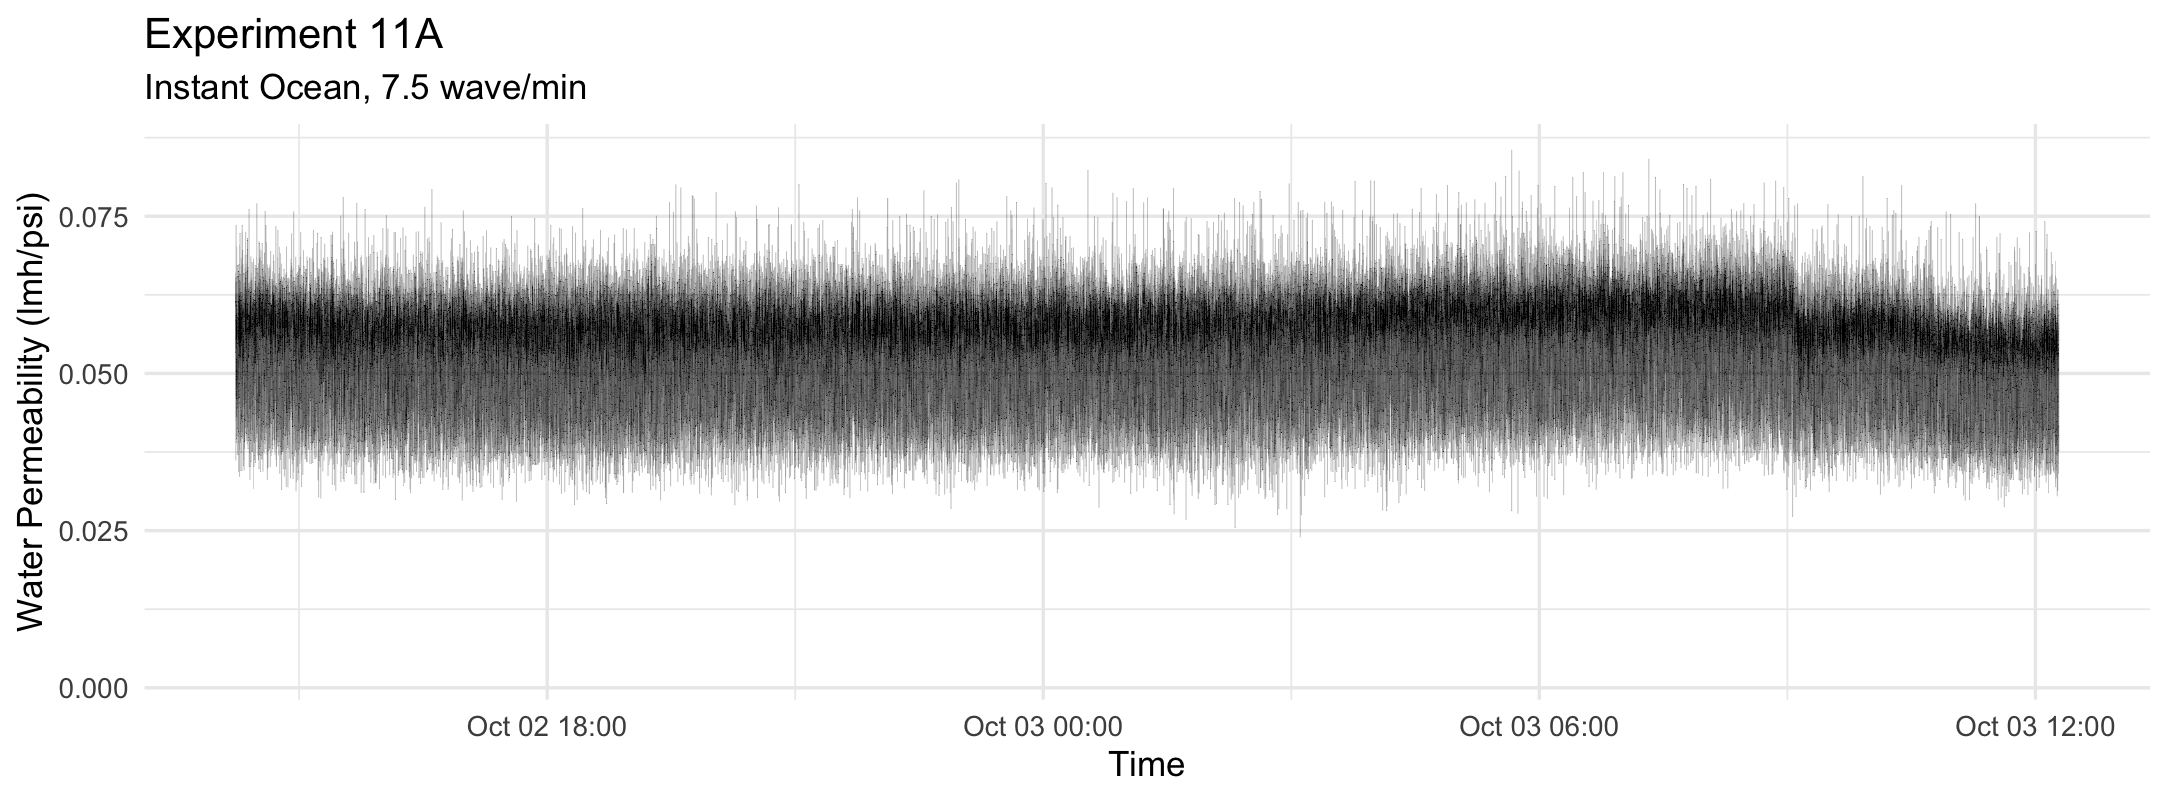 Experiment 11A
Instant Ocean, 7.5 wave/min
Water Permeability (lmh/psi)
0.075
0.050
0.025
0.000
Oct 02 18:00
Oct 03 00:00
Oct 03 06:00
Oct 03 12:00
Time